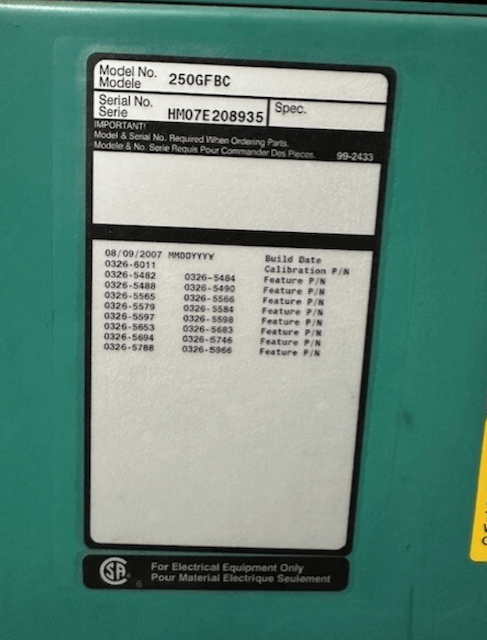 Model No. 250GFBC
Modele
Serial No. HM07E208935 Spec.
Serie
IMPORTANT!
Model & Serial No. Required When Ordering Parts.
Modele & No. Serie Requis Pour Commander Des Pieces. 99-2433
08/09/2007 MMDDYYYY Build Date
0326-6011 Calibration P/N
0326-5482 0326-5484 Feature P/N
0326-5488 0326-5490 Feature P/N
0326-5565 0326-5566 Feature P/N
0326-5579 0326-5584 Feature P/N
0326-5597 0326-5598 Feature P/N
0326-5653 0326-5683 Feature P/N
0326-5694 0326-5746 Feature P/N
0326-5788 0326-5966 Feature P/N
SA
For Electrical Equipment Only
Pour Material Electrique Seulement